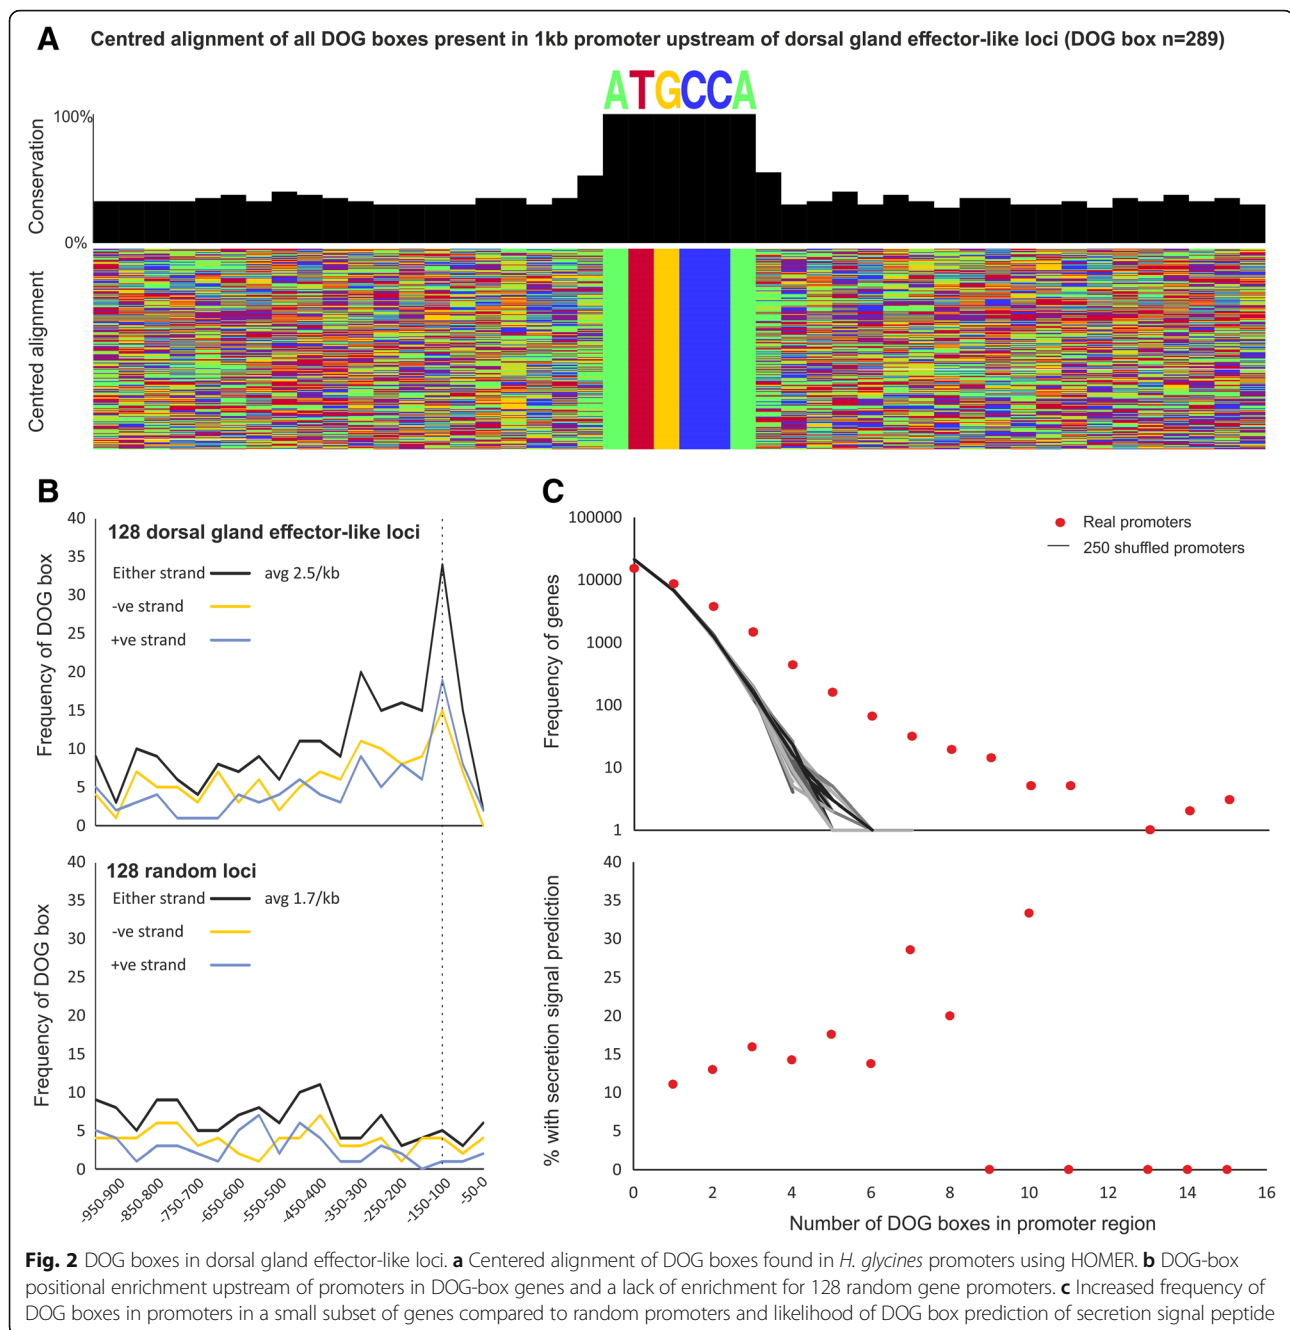 A
Centred alignment of all DOG boxes present in 1kb promoter upstream of dorsal gland effector-like loci (DOG box n=289)
ATGCCA
100%
Conservation
0%
Centred alignment
B
40
35
30
25
20
15
10
5
0
Frequency of DOG box
128 dorsal gland effector-like loci
Either strand avg 2.5/kb
-ve strand
+ve strand
40
35
30
25
20
15
10
5
0
Frequency of DOG box
128 random loci
Either strand avg 1.7/kb
-ve strand
+ve strand
-950-900
-850-800
-750-700
-650-600
-550-500
-450-400
-350-300
-250-200
-150-100
-50-0
C
100000
10000
1000
100
10
1
Frequency of genes
Real promoters
250 shuffled promoters
40
35
30
25
20
15
10
5
0
% with secretion signal prediction
0 2 4 6 8 10 12 14 16
Number of DOG boxes in promoter region
Fig. 2 DOG boxes in dorsal gland effector-like loci. a Centered alignment of DOG boxes found in H. glycines promoters using HOMER. b DOG-box
positional enrichment upstream of promoters in DOG-box genes and a lack of enrichment for 128 random gene promoters. c Increased frequency of
DOG boxes in promoters in a small subset of genes compared to random promoters and likelihood of DOG box prediction of secretion signal peptide